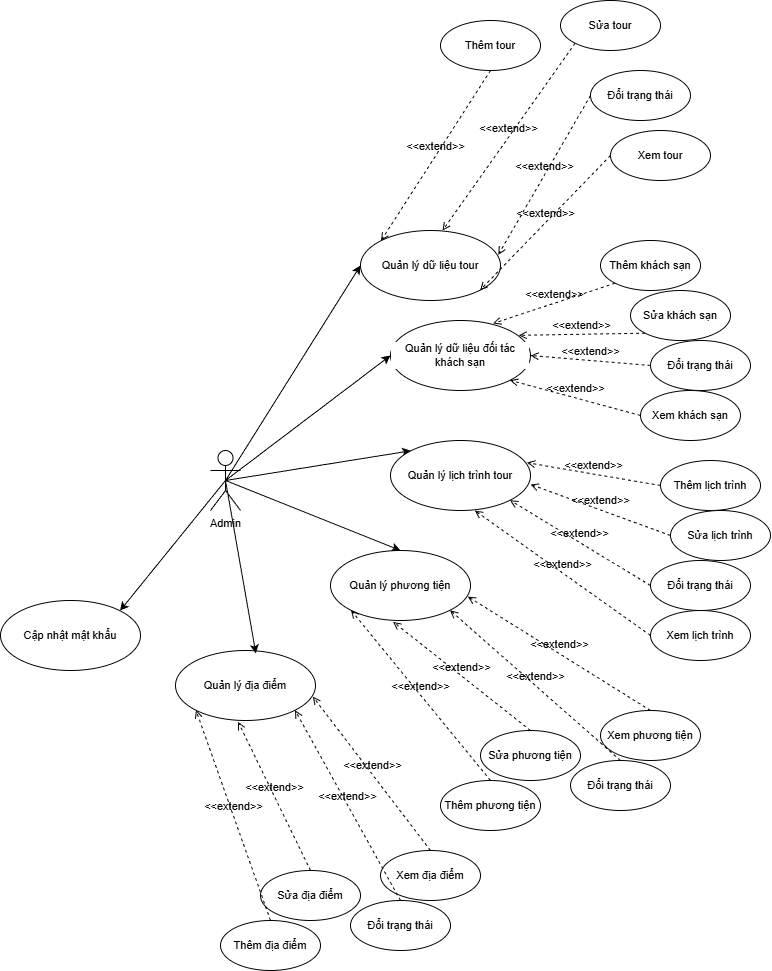 Sửa tour
Thêm tour
Đổi trạng thái
<<extend>>
<<extend>>
Xem tour
<<extend>>
<<extend>>
Quản lý dữ liệu tour
Thêm khách sạn
<<extend>>
Sửa khách sạn
<<extend>>
Quản lý dữ liệu đối tác
khách sạn
<<extend>>
Đổi trạng thái
<<extend>>
Xem khách sạn
<<extend>>
Quản lý lịch trình tour
Thêm lịch trình
<<extend>>
Admin
<<extend>>
Sửa lịch trình
<<extend>>
Quản lý phương tiện
Đổi trạng thái
Cập nhật mật khẩu
Xem lịch trình
<<extend>>
<<extend>>
<<extend>>
<<extend>>
Quản lý địa điểm
Xem phương tiện
Sửa phương tiện
<<extend>>
Đổi trạng thái
<<extend>>
<<extend>>
<<extend>>
Thêm phương tiện
Xem địa điểm
Sửa địa điểm
Đổi trạng thái
Thêm địa điểm